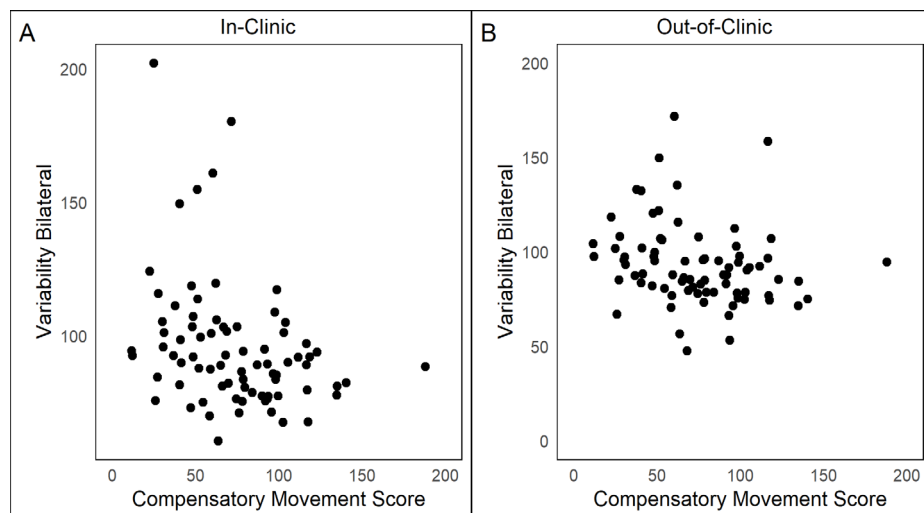 A
In-Clinic
200
150
100
Variability Bilateral
0
50
100
150
200
Compensatory Movement Score
B
Out-of-Clinic
200
150
100
50
0
Variability Bilateral
0
50
100
150
200
Compensatory Movement Score